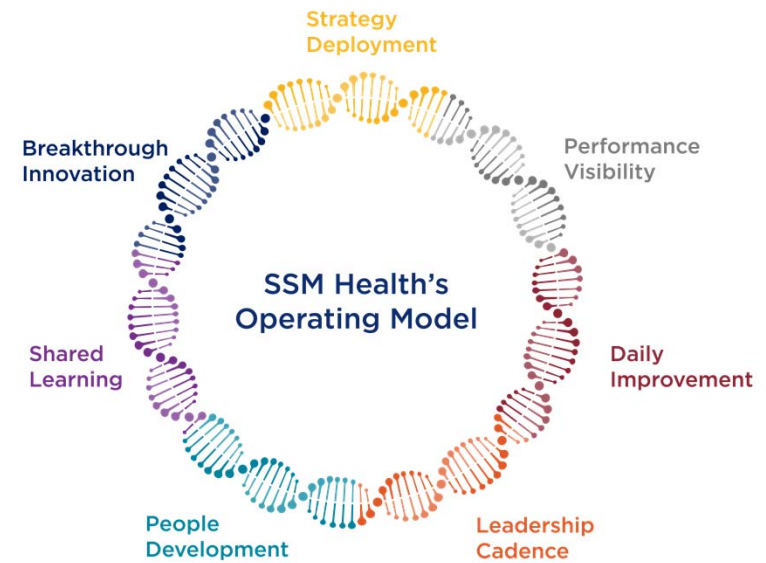 Strategy
Deployment
Breakthrough
Innovation
Performance
Visibility
SSM Health's
Operating Model
Shared
Learning
Daily
Improvement
People
Development
Leadership
Cadence